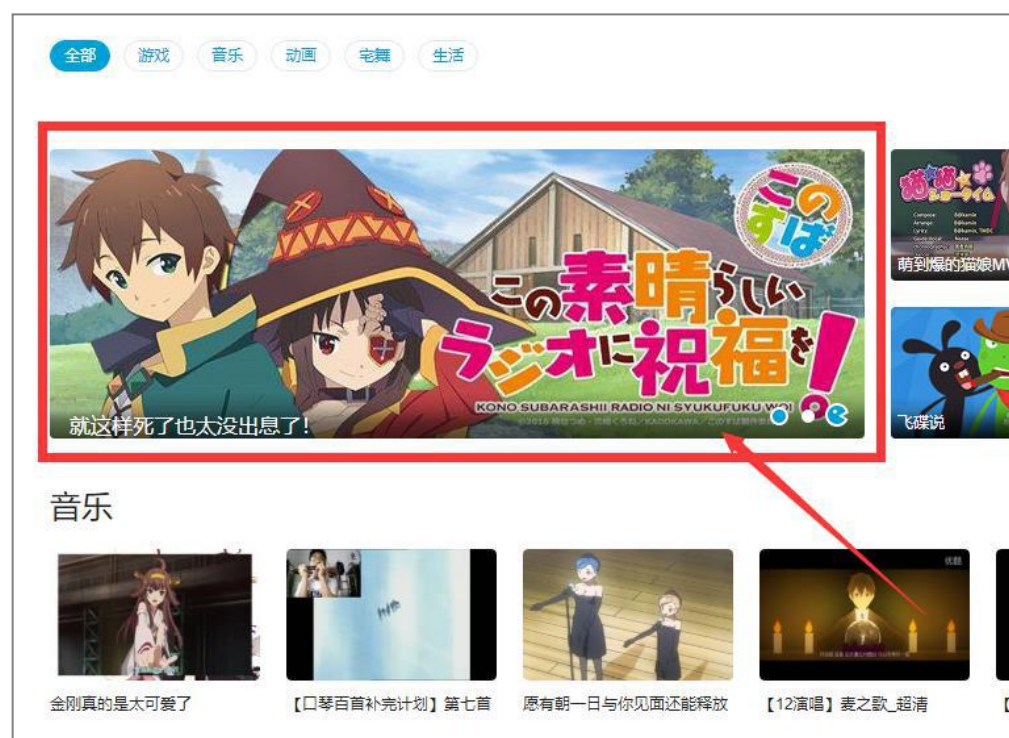 全部
游戏
音乐
动画
宅舞
生活
このすば
この素晴らしい
ラジオに祝福を!
KONO SUBARASHII RADIO NI SYUKUFUKU WO!
就这样死了也太没出息了!
萌到爆的猫娘MV
飞碟说
音乐
优酷
金刚真的是太可爱了
【口琴百首补完计划】第七首
愿有朝一日与你见面还能释放
【12演唱】麦之歌_超清
【